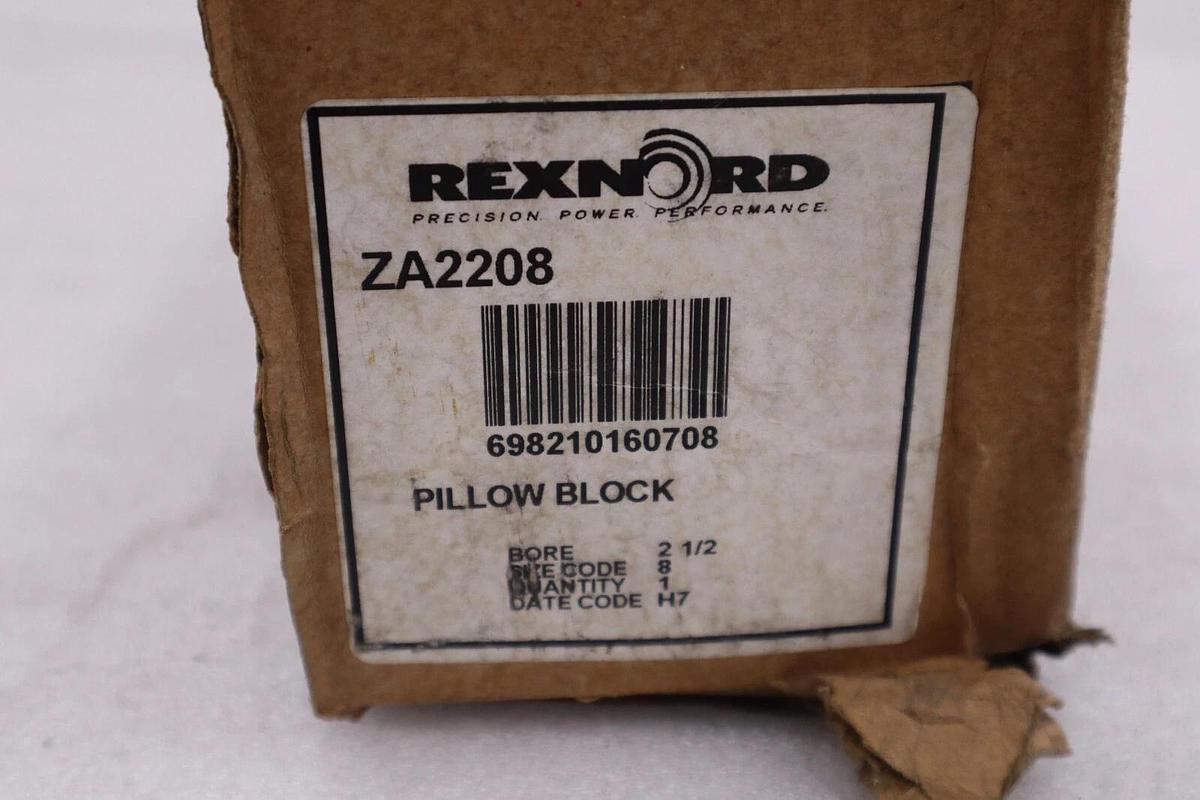 REXNORD
PRECISION. POWER. PERFORMANCE.
ZA2208
698210160708
PILLOW BLOCK
BORE 2 1/2
SIZE CODE 8
QUANTITY 1
DATE CODE H7